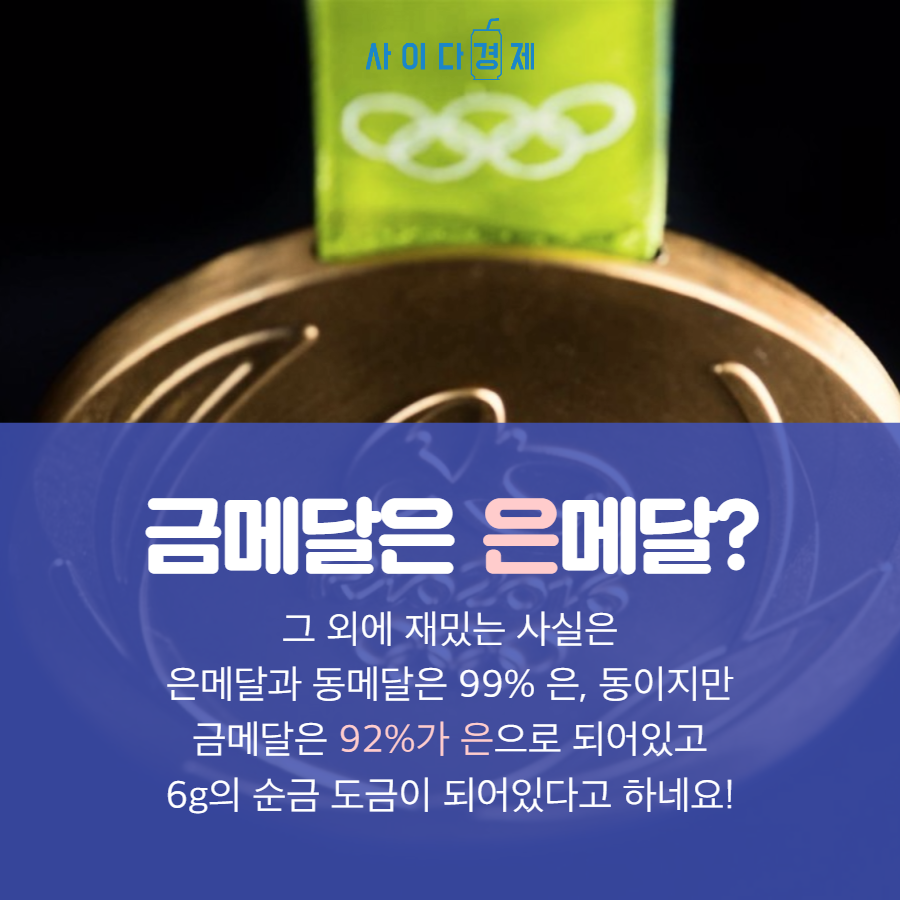 사이다경제
금메달은 은메달?
그 외에 재밌는 사실은
은메달과 동메달은 99% 은, 동이지만
금메달은 92%가 은으로 되어있고
6g의 순금 도금이 되어있다고 하네요!